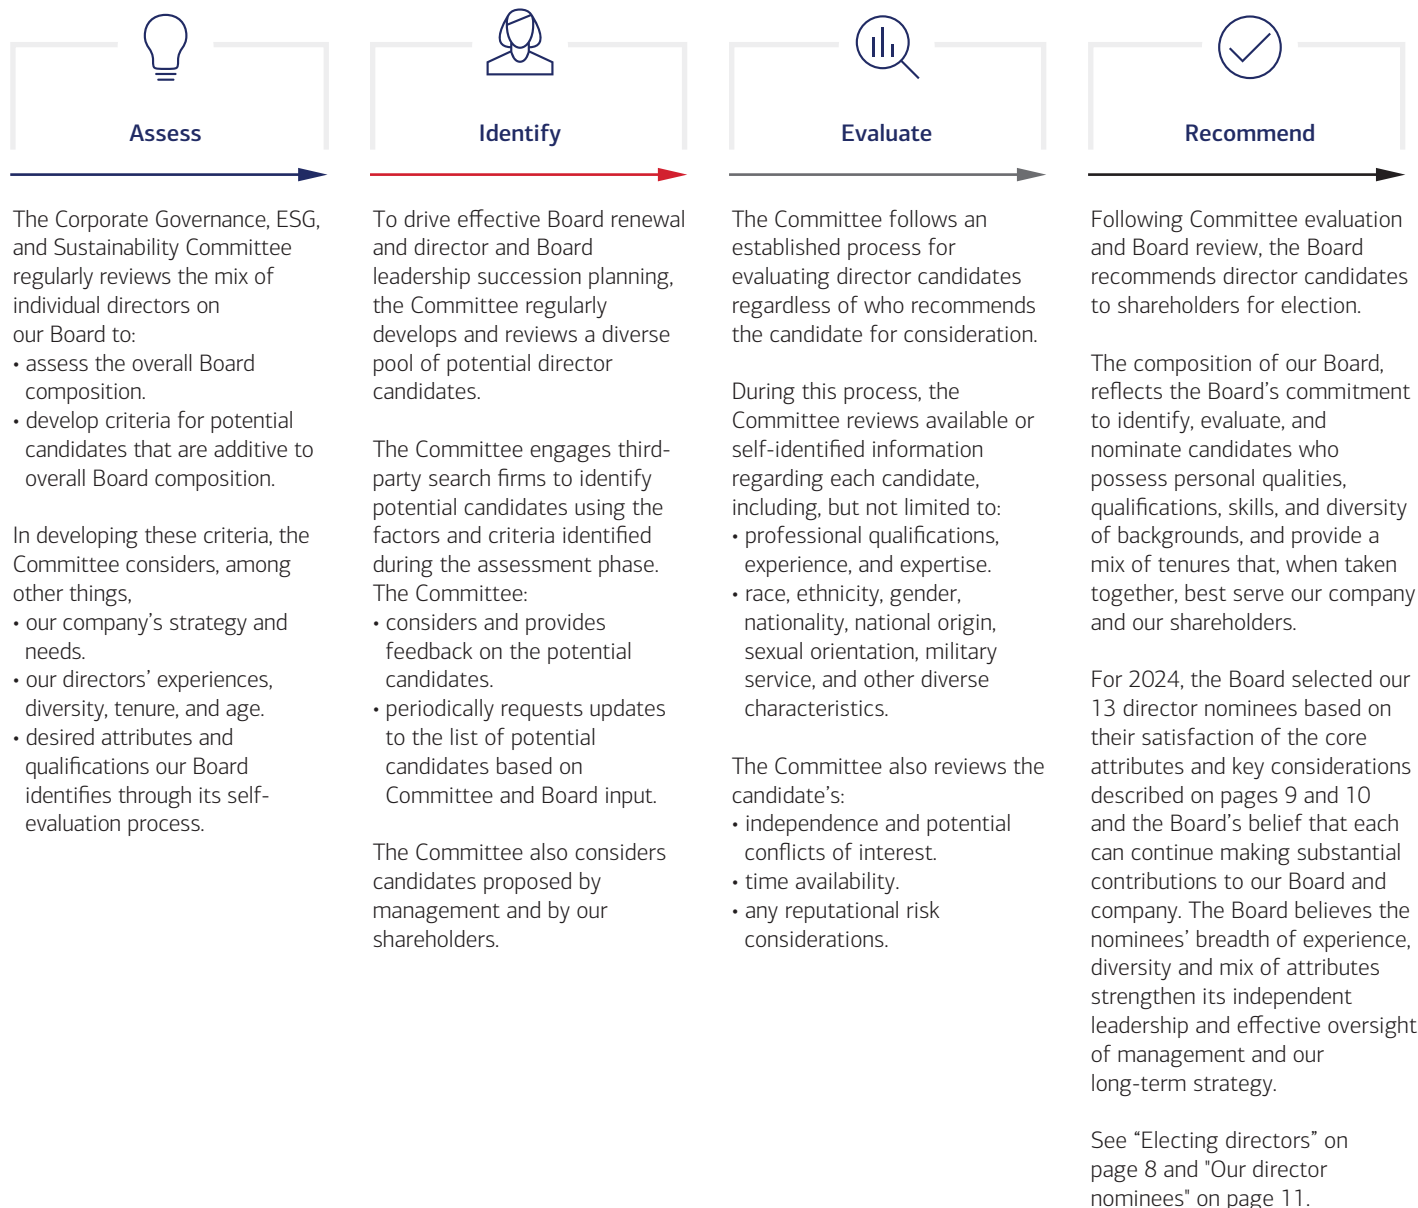 Assess
The Corporate Governance, ESG,
and Sustainability Committee
regularly reviews the mix of
individual directors on
our Board to:
• assess the overall Board
composition.
• develop criteria for potential
candidates that are additive to
overall Board composition.
In developing these criteria, the
Committee considers, among
other things,
• our company’s strategy and
needs.
• our directors’ experiences,
diversity, tenure, and age.
• desired attributes and
qualifications our Board
identifies through its self-
evaluation process.
Identify
To drive effective Board renewal
and director and Board
leadership succession planning,
the Committee regularly
develops and reviews a diverse
pool of potential director
candidates.
The Committee engages third-
party search firms to identify
potential candidates using the
factors and criteria identified
during the assessment phase.
The Committee:
• considers and provides
feedback on the potential
candidates.
• periodically requests updates
to the list of potential
candidates based on
Committee and Board input.
The Committee also considers
candidates proposed by
management and by our
shareholders.
Evaluate
The Committee follows an
established process for
evaluating director candidates
regardless of who recommends
the candidate for consideration.
During this process, the
Committee reviews available or
self-identified information
regarding each candidate,
including, but not limited to:
• professional qualifications,
experience, and expertise.
• race, ethnicity, gender,
nationality, national origin,
sexual orientation, military
service, and other diverse
characteristics.
The Committee also reviews the
candidate’s:
• independence and potential
conflicts of interest.
• time availability.
• any reputational risk
considerations.
Recommend
Following Committee evaluation
and Board review, the Board
recommends director candidates
to shareholders for election.
The composition of our Board,
reflects the Board’s commitment
to identify, evaluate, and
nominate candidates who
possess personal qualities,
qualifications, skills, and diversity
of backgrounds, and provide a
mix of tenures that, when taken
together, best serve our company
and our shareholders.
For 2024, the Board selected our
13 director nominees based on
their satisfaction of the core
attributes and key considerations
described on pages 9 and 10
and the Board’s belief that each
can continue making substantial
contributions to our Board and
company. The Board believes the
nominees’ breadth of experience,
diversity and mix of attributes
strengthen its independent
leadership and effective oversight
of management and our
long-term strategy.
See “Electing directors” on
page 8 and "Our director
nominees" on page 11.